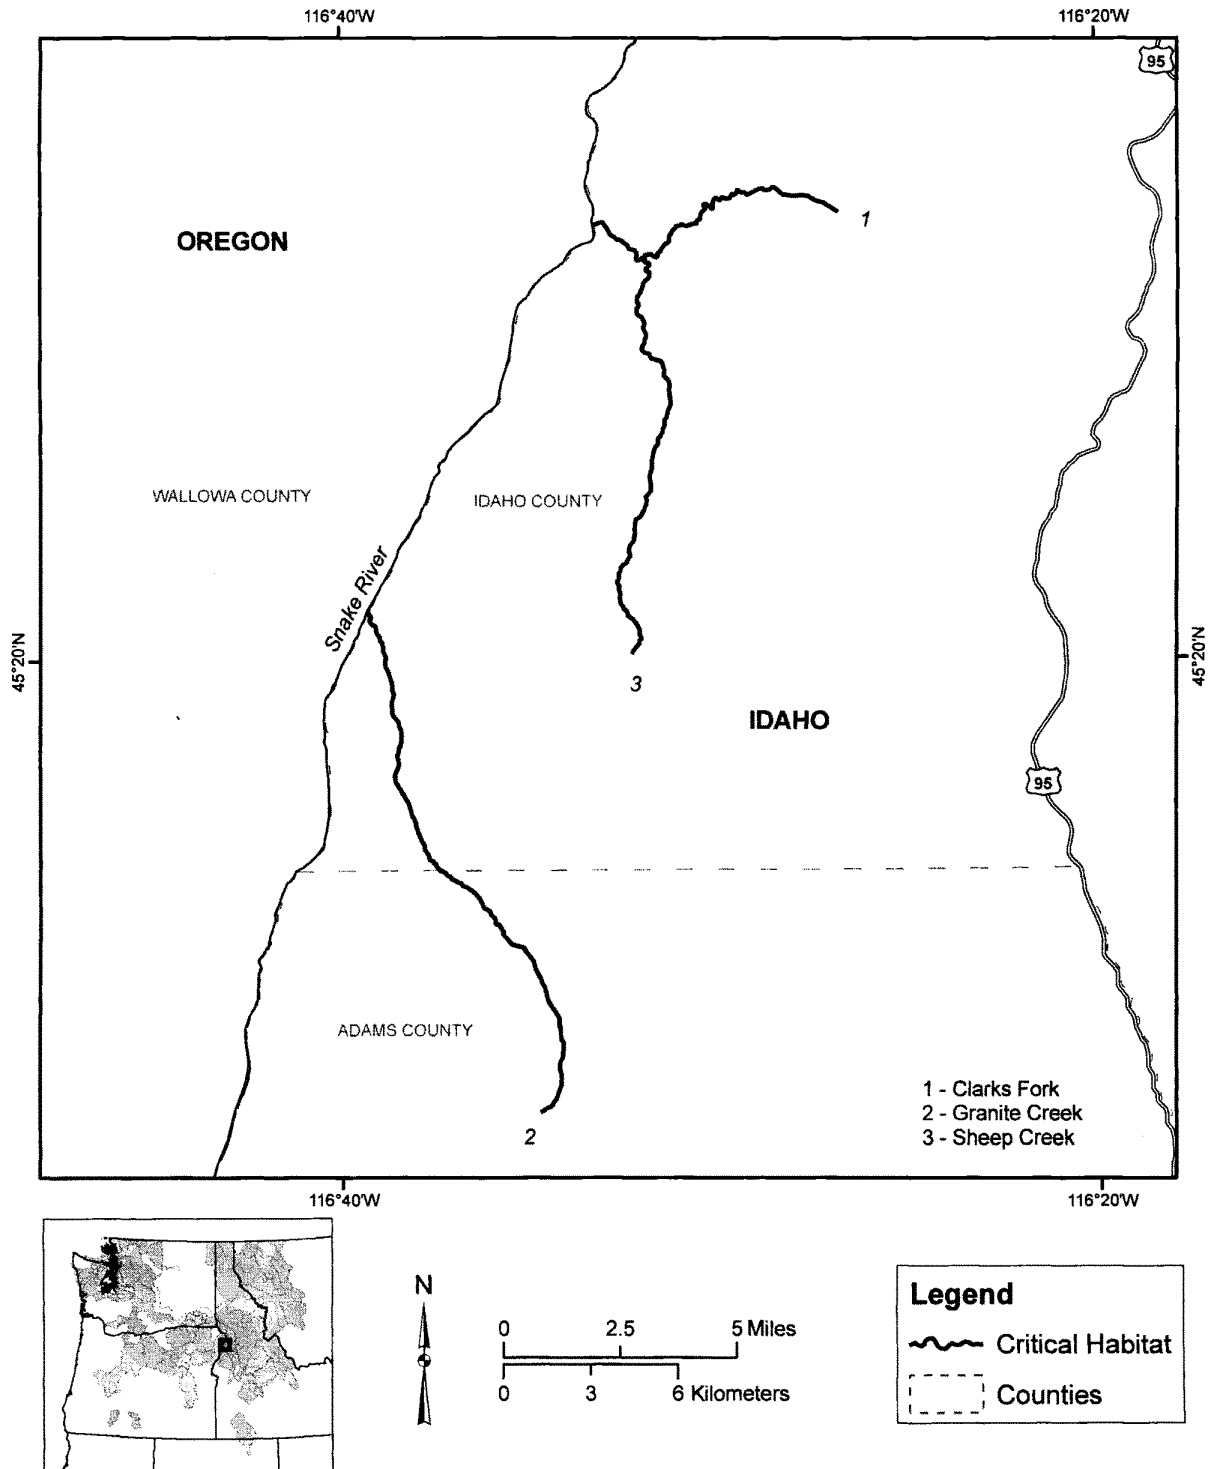 116°40'W
116°20'W
95
1
OREGON
WALLOWA COUNTY
IDAHO COUNTY
Snake River
45°20'N
45°20'N
3
IDAHO
95
ADAMS COUNTY
1 - Clarks Fork
2 - Granite Creek
3 - Sheep Creek
2
116°40'W
116°20'W
N
0 2.5 5 Miles
0 3 6 Kilometers
Legend
Critical Habitat
Counties